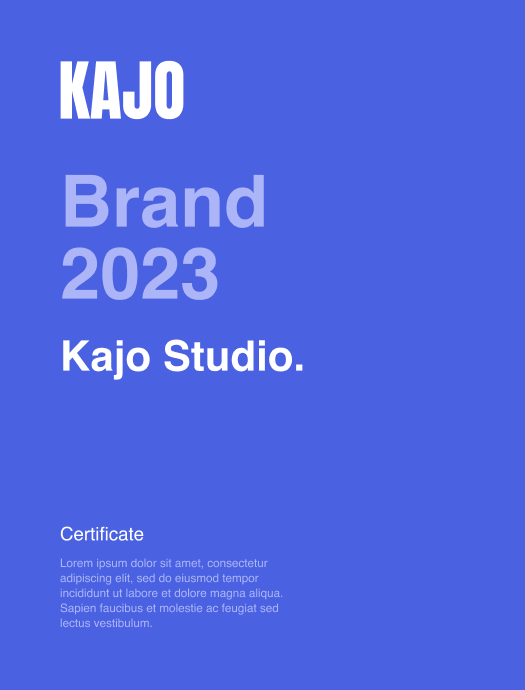 KAJO
Brand
2023
Kajo Studio.
Certificate
Lorem ipsum dolor sit amet, consectetur
adipiscing elit, sed do eiusmod tempor
incididunt ut labore et dolore magna aliqua.
Sapien faucibus et molestie ac feugiat sed
lectus vestibulum.